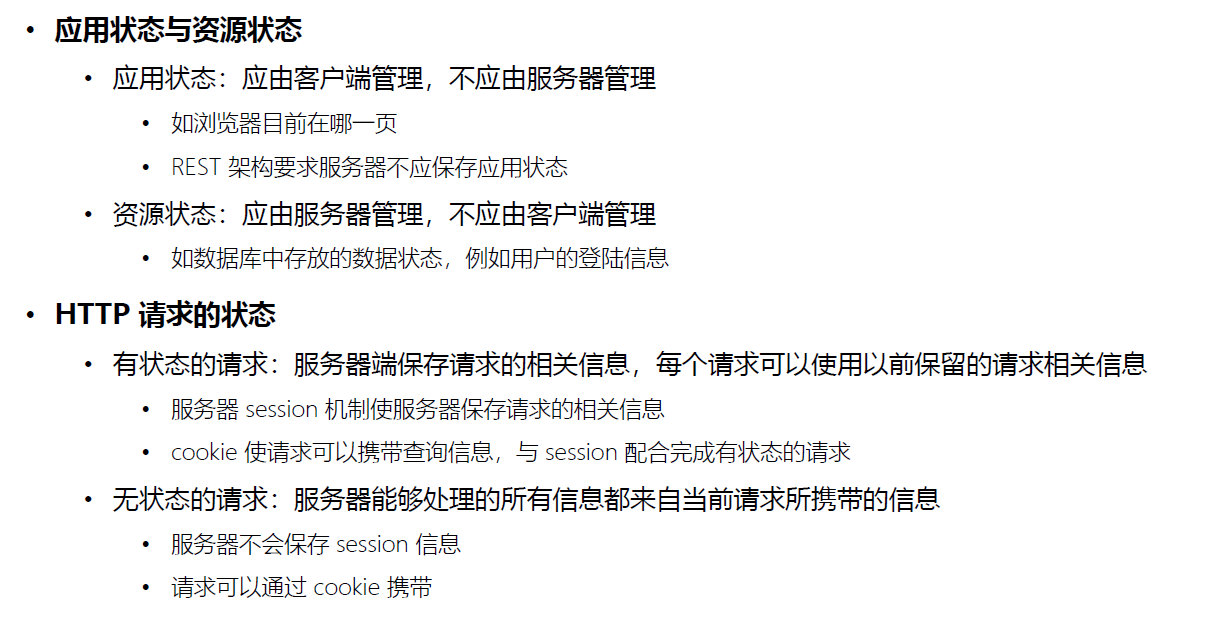 • 应用状态与资源状态
• 应用状态：应由客户端管理，不应由服务器管理
• 如浏览器目前在哪一页
• REST 架构要求服务器不应保存应用状态
• 资源状态：应由服务器管理，不应由客户端管理
• 如数据库中存放的数据状态，例如用户的登陆信息
• HTTP 请求的状态
• 有状态的请求：服务器端保存请求的相关信息，每个请求可以使用以前保留的请求相关信息
• 服务器 session 机制使服务器保存请求的相关信息
• cookie 使请求可以携带查询信息，与 session 配合完成有状态的请求
• 无状态的请求：服务器能够处理的所有信息都来自当前请求所携带的信息
• 服务器不会保存 session 信息
• 请求可以通过 cookie 携带